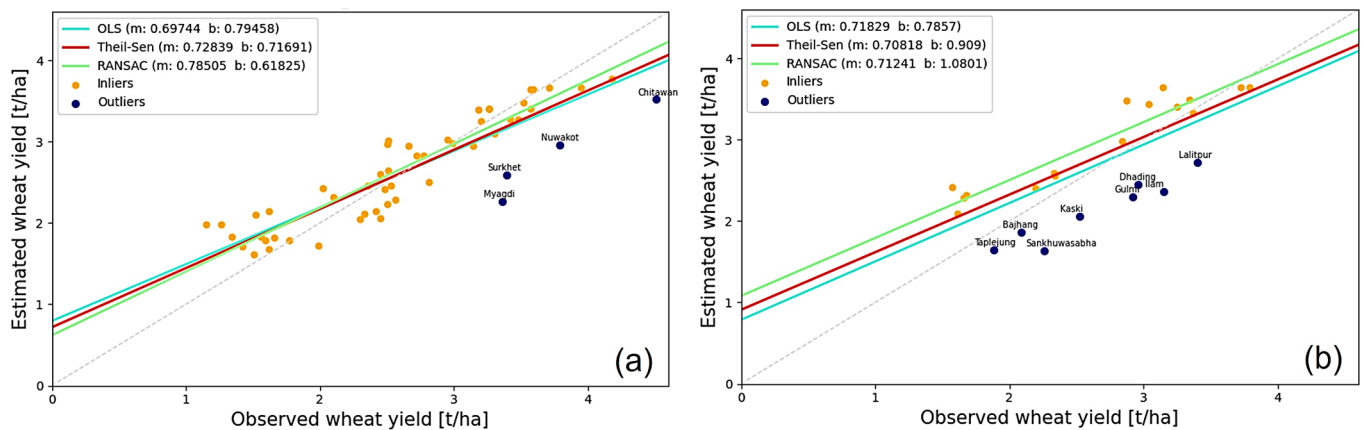 OLS (m: 0.69744 b: 0.79458)
Theil-Sen (m: 0.72839 b: 0.71691)
RANSAC (m: 0.78505 b: 0.61825)
Inliers
Outliers
Chitawan
Nuwakot
Surkhet
Myagdi
4
3
2
1
0
0 1 2 3 4
Estimated wheat yield [t/ha]
Observed wheat yield [t/ha]
(a)
OLS (m: 0.71829 b: 0.7857)
Theil-Sen (m: 0.70818 b: 0.909)
RANSAC (m: 0.71241 b: 1.0801)
Inliers
Outliers
Lalitpur
Dhading
Ilam
Gulmi
Kaski
Bajhang
Taplejung
Sankhuwasabha
4
3
2
1
0
0 1 2 3 4
Estimated wheat yield [t/ha]
Observed wheat yield [t/ha]
(b)